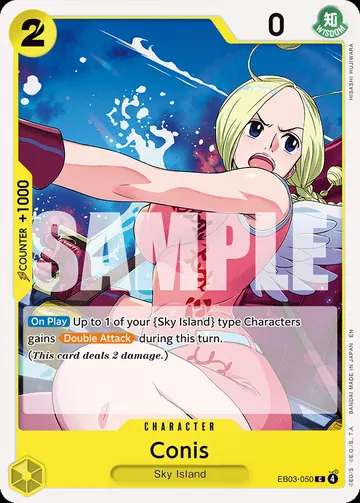 2
0
知
WISDOM
HISASHI MUJIWARA
COUNTER +1000
SAMPLE
On Play Up to 1 of your {Sky Island} type Characters
gains Double Attack during this turn.
(This card deals 2 damage.)
CHARACTER
Conis
Sky Island
EB03-050 C 4
©E.O./S. ©E.O./S., T.A BANDAI MADE IN JAPAN EN